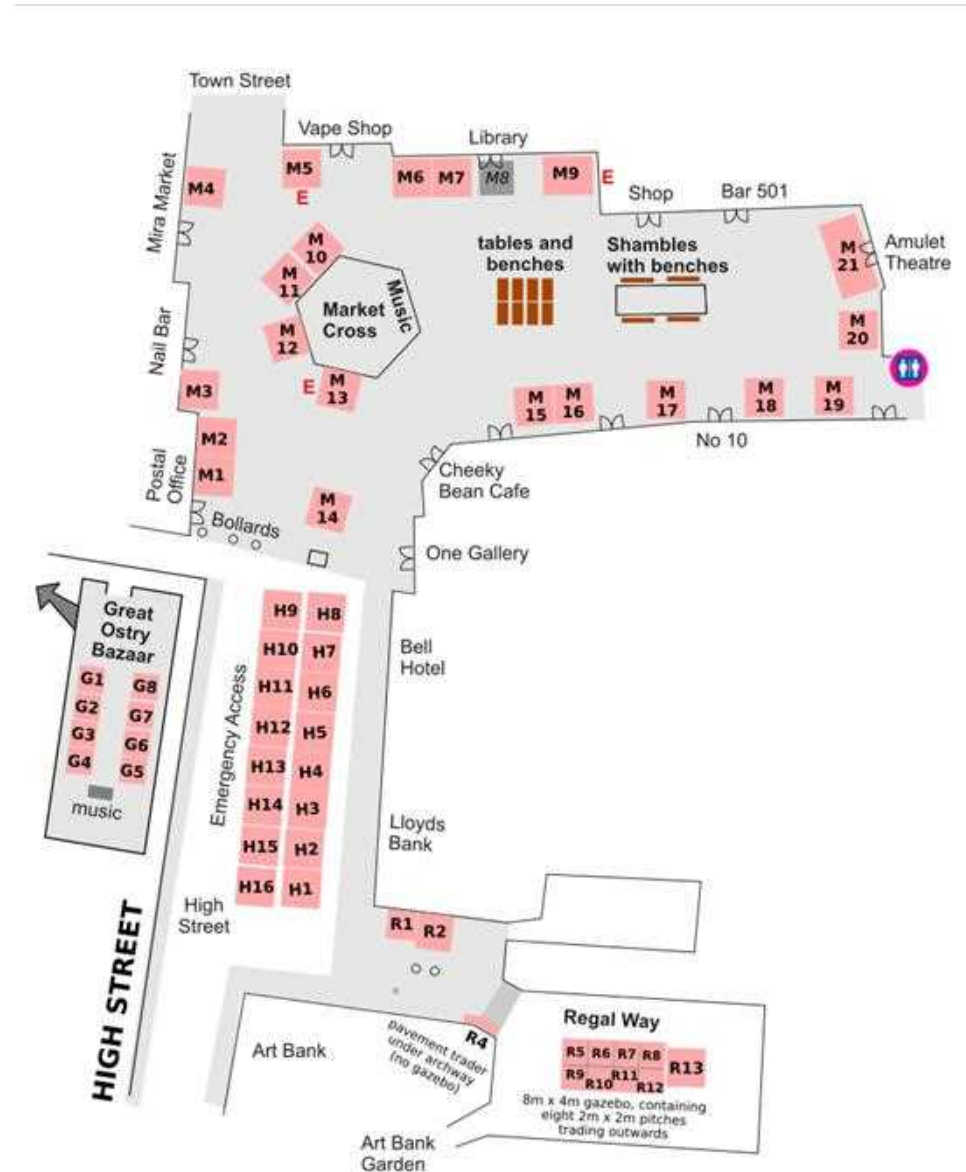 Town Street
Vape Shop
Library
M5
M6 M7 M8 M9 E
M4
E
Shop
Bar 501
Mira Market
M
10
M
11
tables and
benches
Shambles
with benches
M
21
Amulet
Theatre
Music
Market
Cross
M
12
M
20
Nail Bar
E
M
13
M3
M
15
M
16
M
17
M
18
M
19
No 10
M2
M1
Postal
Office
Cheeky
Bean Cafe
M
14
Bollards
One Gallery
Great
Ostry
Bazaar
G1 G8
G2 G7
G3 G6
G4 G5
music
H9 H8
H10 H7
H11 H6
H12 H5
H13 H4
H14 H3
H15 H2
H16 H1
Emergency Access
Bell
Hotel
Lloyds
Bank
High
Street
HIGH STREET
R1 R2
R4
pavement trader
under archway
(no gazebo)
Art Bank
Regal Way
R5 R6 R7 R8
R13
R9 R10 R11 R12
8m x 4m gazebo, containing
eight 2m x 2m pitches
trading outwards
Art Bank
Garden